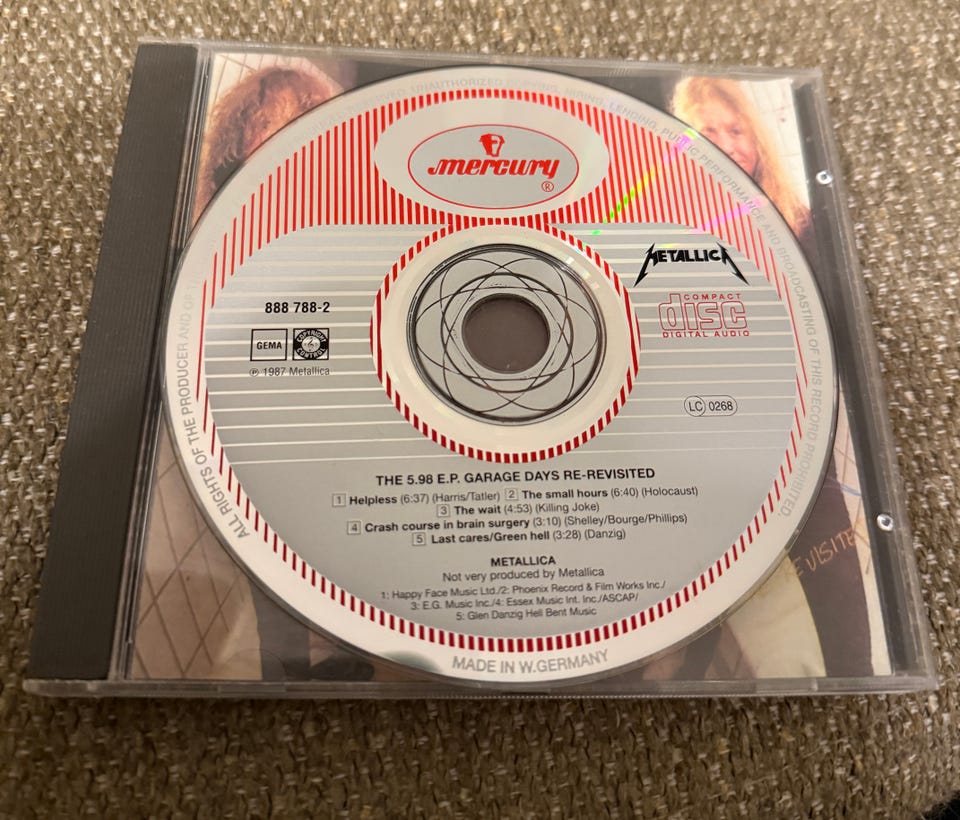 UNAUTHORIZED COPYING, HIRING, LENDING, PUBLIC PERFORMANCE AND BROADCASTING OF THIS RECORD PROHIBITED.
mercury
®
METALLICA
888 788-2
COMPACT
disc
DIGITAL AUDIO
GEMA
COPYRIGHT
CONTROL
℗ 1987 Metallica
LC 0268
ALL RIGHTS OF THE PRODUCER AND OF
THE 5.98 E.P. GARAGE DAYS RE-REVISITED
1 Helpless (6:37) (Harris/Tatler) 2 The small hours (6:40) (Holocaust)
3 The wait (4:53) (Killing Joke)
4 Crash course in brain surgery (3:10) (Shelley/Bourge/Phillips)
5 Last cares/Green hell (3:28) (Danzig)
METALLICA
Not very produced by Metallica
1: Happy Face Music Ltd./2: Phoenix Record & Film Works Inc./
3: E.G. Music Inc./4: Essex Music Int. Inc./ASCAP/
5: Glen Danzig Hell Bent Music
MADE IN W.GERMANY